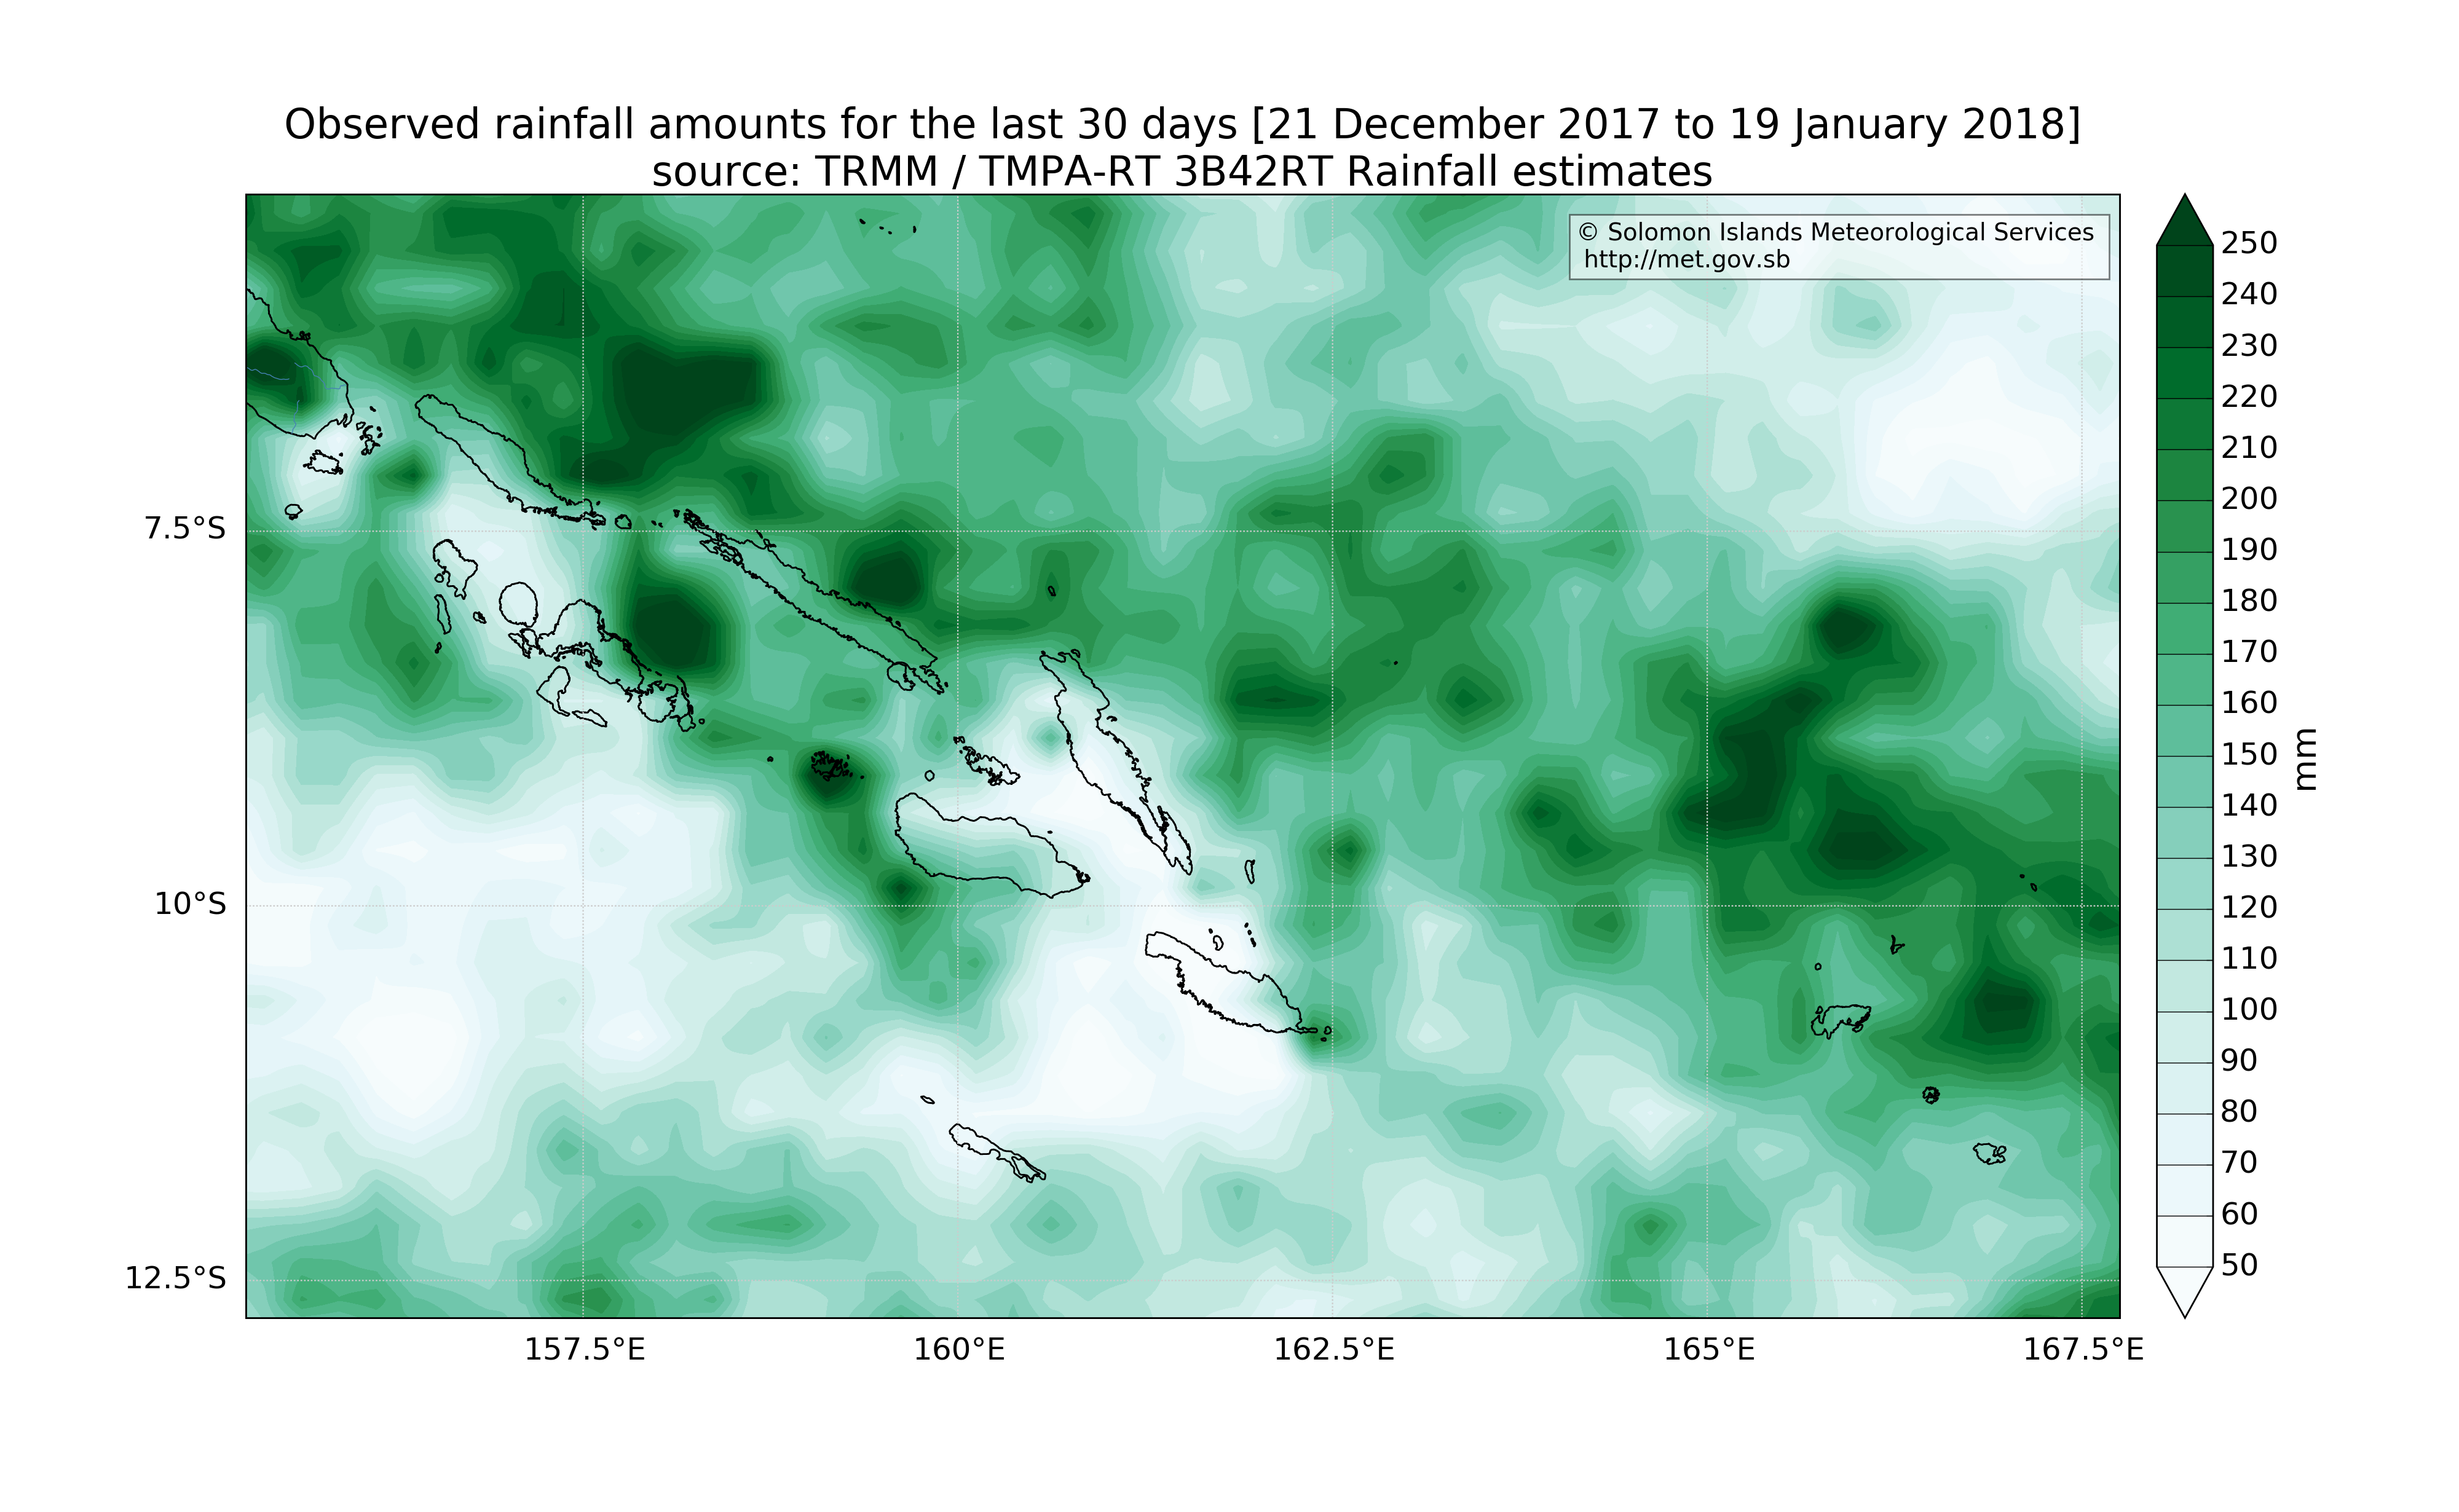 Observed rainfall amounts for the last 30 days [21 December 2017 to 19 January 2018]
source: TRMM / TMPA-RT 3B42RT Rainfall estimates
© Solomon Islands Meteorological Services
http://met.gov.sb
7.5°S
10°S
12.5°S
157.5°E
160°E
162.5°E
165°E
167.5°E
250
240
230
220
210
200
190
180
170
160
150
140
130
120
110
100
90
80
70
60
50
mm